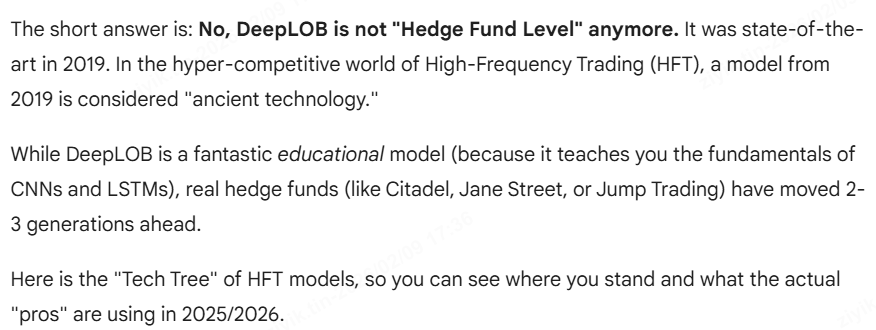 The short answer is: No, DeepLOB is not "Hedge Fund Level" anymore. It was state-of-the-
art in 2019. In the hyper-competitive world of High-Frequency Trading (HFT), a model from
2019 is considered "ancient technology."
While DeepLOB is a fantastic educational model (because it teaches you the fundamentals of
CNNs and LSTMs), real hedge funds (like Citadel, Jane Street, or Jump Trading) have moved 2-
3 generations ahead.
Here is the "Tech Tree" of HFT models, so you can see where you stand and what the actual
"pros" are using in 2025/2026.